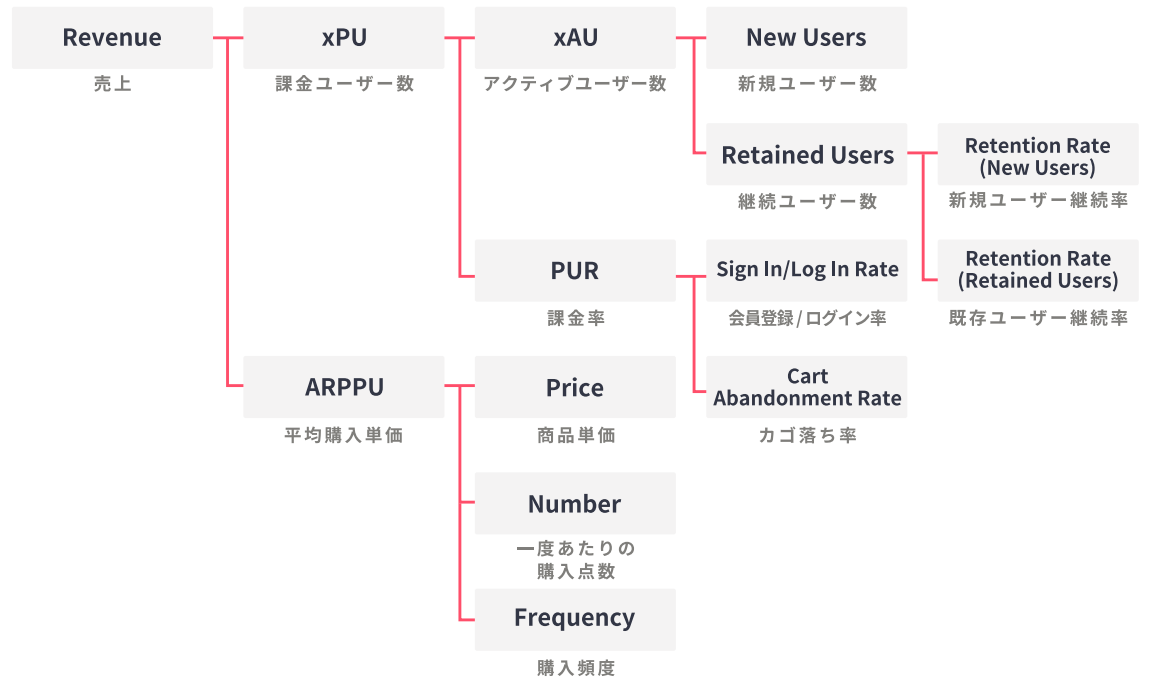 Revenue
売上
xPU
課金ユーザー数
xAU
アクティブユーザー数
New Users
新規ユーザー数
Retained Users
継続ユーザー数
Retention Rate
(New Users)
新規ユーザー継続率
Retention Rate
(Retained Users)
既存ユーザー継続率
PUR
課金率
Sign In/Log In Rate
会員登録 / ログイン率
Cart
Abandonment Rate
カゴ落ち率
ARPPU
平均購入単価
Price
商品単価
Number
一度あたりの
購入点数
Frequency
購入頻度